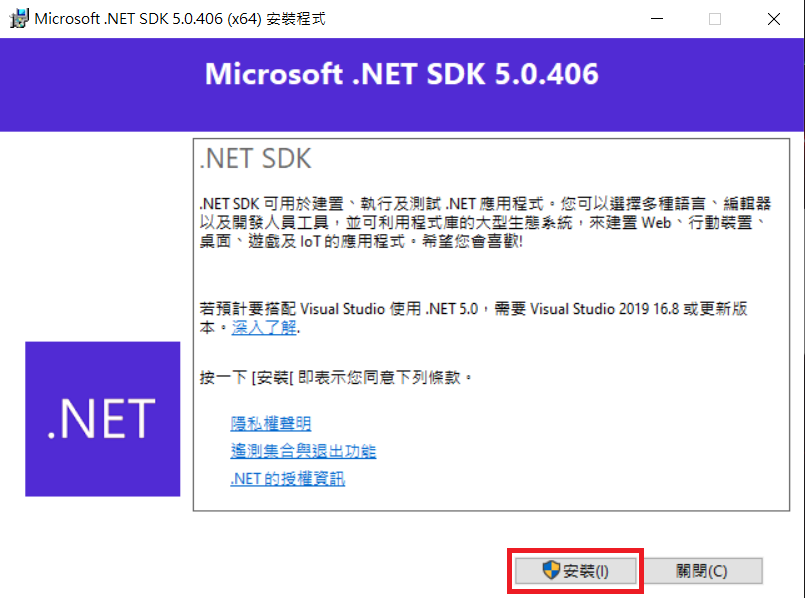 Microsoft .NET SDK 5.0.406 (x64) 安裝程式
Microsoft .NET SDK 5.0.406
.NET SDK
.NET SDK 可用於建置、執行及測試 .NET 應用程式。您可以選擇多種語言、編輯器
以及開發人員工具，並可利用程式庫的大型生態系統，來建置 Web、行動裝置、
桌面、遊戲及 IoT 的應用程式。希望您會喜歡!
若預計要搭配 Visual Studio 使用 .NET 5.0，需要 Visual Studio 2019 16.8 或更新版
本。深入了解.
按一下 [安裝[ 即表示您同意下列條款。
隱私權聲明
遙測集合與退出功能
.NET 的授權資訊
.NET
安裝(I)
關閉(C)